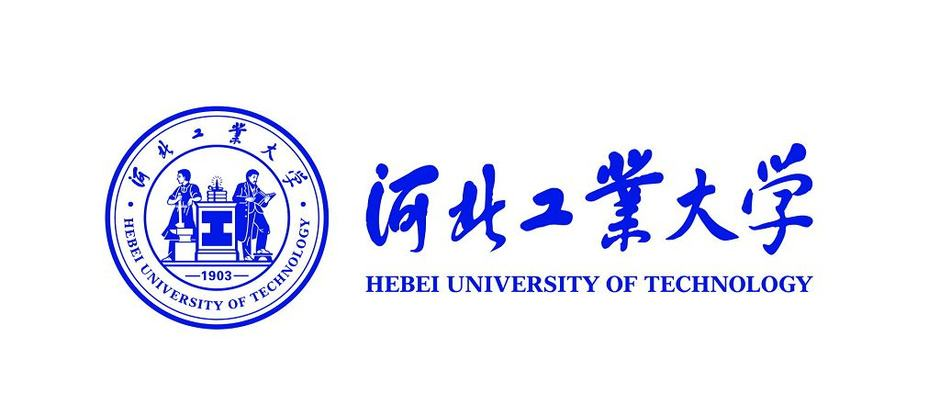 河北工業大学
HEBEI UNIVERSITY OF TECHNOLOGY
1903
河北工業大学
HEBEI UNIVERSITY OF TECHNOLOGY